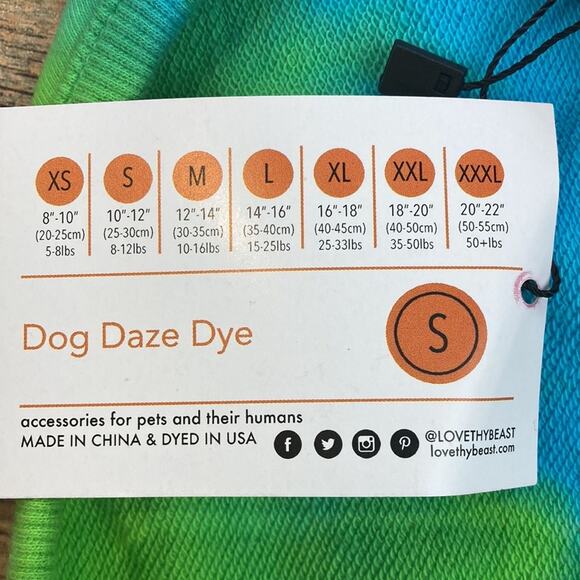 XS S M L XL XXL XXXL
8"-10" 10"-12" 12"-14" 14"-16" 16"-18" 18"-20" 20"-22"
(20-25cm) (25-30cm) (30-35cm) (35-40cm) (40-45cm) (40-50cm) (50-55cm)
5-8lbs 8-12lbs 10-16lbs 15-25lbs 25-33lbs 35-50lbs 50+lbs
Dog Daze Dye
S
accessories for pets and their humans
MADE IN CHINA & DYED IN USA
@LOVETHYBEAST
lovethybeast.com